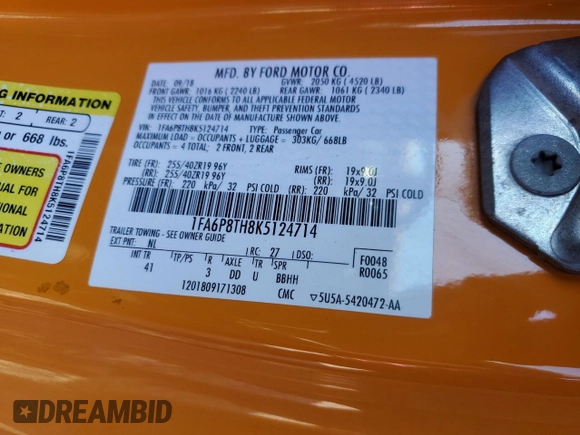 NG INFORMATION
T: 2 REAR: 2
or 668 lbs.
E OWNERS
NUAL FOR
DITIONAL
RMATION
1FA6P8TH8K5124714
MFD. BY FORD MOTOR CO.
09/18 GVWR: 2050 KG ( 4520 LB)
FRONT GAWR: 1016 KG ( 2240 LB) REAR GAWR: 1061 KG ( 2340 LB)
THIS VEHICLE CONFORMS TO ALL APPLICABLE FEDERAL MOTOR
VEHICLE SAFETY, BUMPER, AND THEFT PREVENTION
STANDARDS IN EFFECT ON THE DATE OF MANUFACTURE
SHOWN ABOVE.
VIN: 1FA6P8TH8K5124714 TYPE: Passenger Car
MAXIMUM LOAD = OCCUPANTS + LUGGAGE = 303KG/ 668LB
OCCUPANTS = 4 TOTAL, 2 FRONT, 2 REAR
TIRE (FR): 255/40ZR19 96Y RIMS (FR): 19x9.0J
(RR): 255/40ZR19 96Y (RR): 19x9.0J
PRESSURE (FR): 220 kPa/ 32 PSI COLD (RR): 220 kPa/ 32 PSI COLD
1FA6P8TH8K5124714
TRAILER TOWING - SEE OWNER GUIDE
EXT PNT: NL RC: 27 DSO: F0048
INT TR TP/PS R AXLE TR SPR R0065
41 3 DD U BBHH
1201809171308 CMC ▽5U5A-5420472-AA
DREAMBID